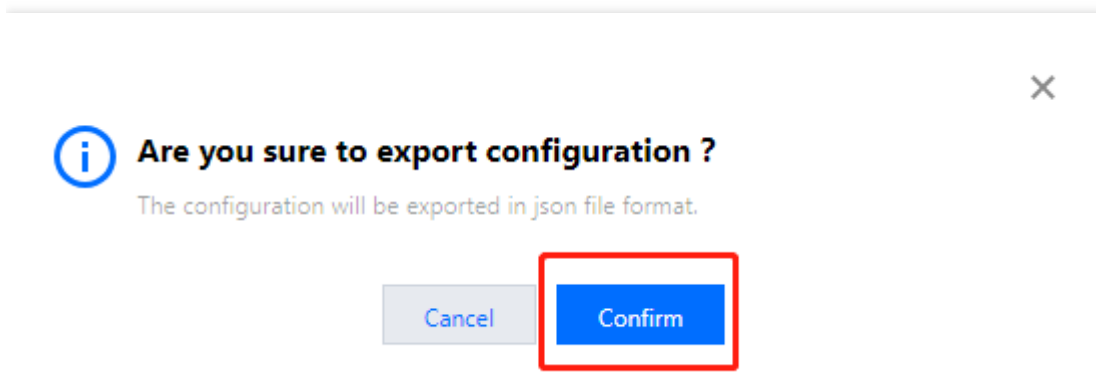 Are you sure to export configuration ?
The configuration will be exported in json file format.
Cancel
Confirm